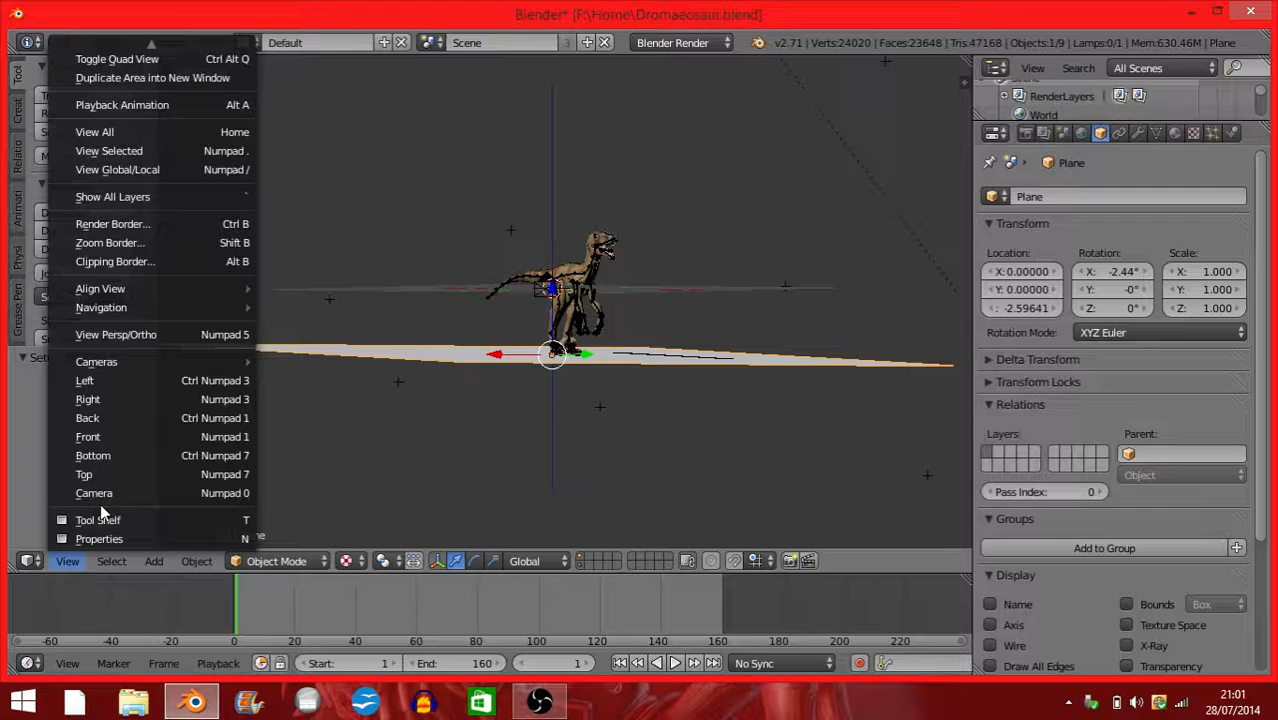 Blender* [F:\Home\Dromaeosaur.blend]
Default
Scene
3
Blender Render
v2.71 | Verts:24020 | Faces:23648 | Tris:47168 | Objects:1/9 | Lamps:0/1 | Mem:630.46M | Plane
Toggle Quad View Ctrl Alt Q
Duplicate Area into New Window
Playback Animation Alt A
View All Home
View Selected Numpad .
View Global/Local Numpad /
Show All Layers `
Render Border... Ctrl B
Zoom Border... Shift B
Clipping Border... Alt B
Align View
Navigation
View Persp/Ortho Numpad 5
Cameras
Left Ctrl Numpad 3
Right Numpad 3
Back Ctrl Numpad 1
Front Numpad 1
Bottom Ctrl Numpad 7
Top Numpad 7
Camera Numpad 0
Tool Shelf T
Properties N
Tool
Creat
Relatio
Animati
Physi
Grease Pen
View Search All Scenes
RenderLayers
World
Plane
Plane
Transform
Location: Rotation: Scale:
X: 0.00000 X: -2.44° X: 1.000
Y: 0.00000 Y: -0° Y: 1.000
: -2.59641 Z: 0° Z: 1.000
Rotation Mode: XYZ Euler
Delta Transform
Transform Locks
Relations
Layers: Parent:
Object
Pass Index: 0
Groups
Add to Group
Display
Name Bounds Box
Axis Texture Space
Wire X-Ray
Draw All Edges Transparency
View Select Add Object Object Mode Global
-60 -40 -20 0 20 40 60 80 100 120 140 160 180 200 220
View Marker Frame Playback Start: 1 End: 160 1 No Sync
21:01
28/07/2014